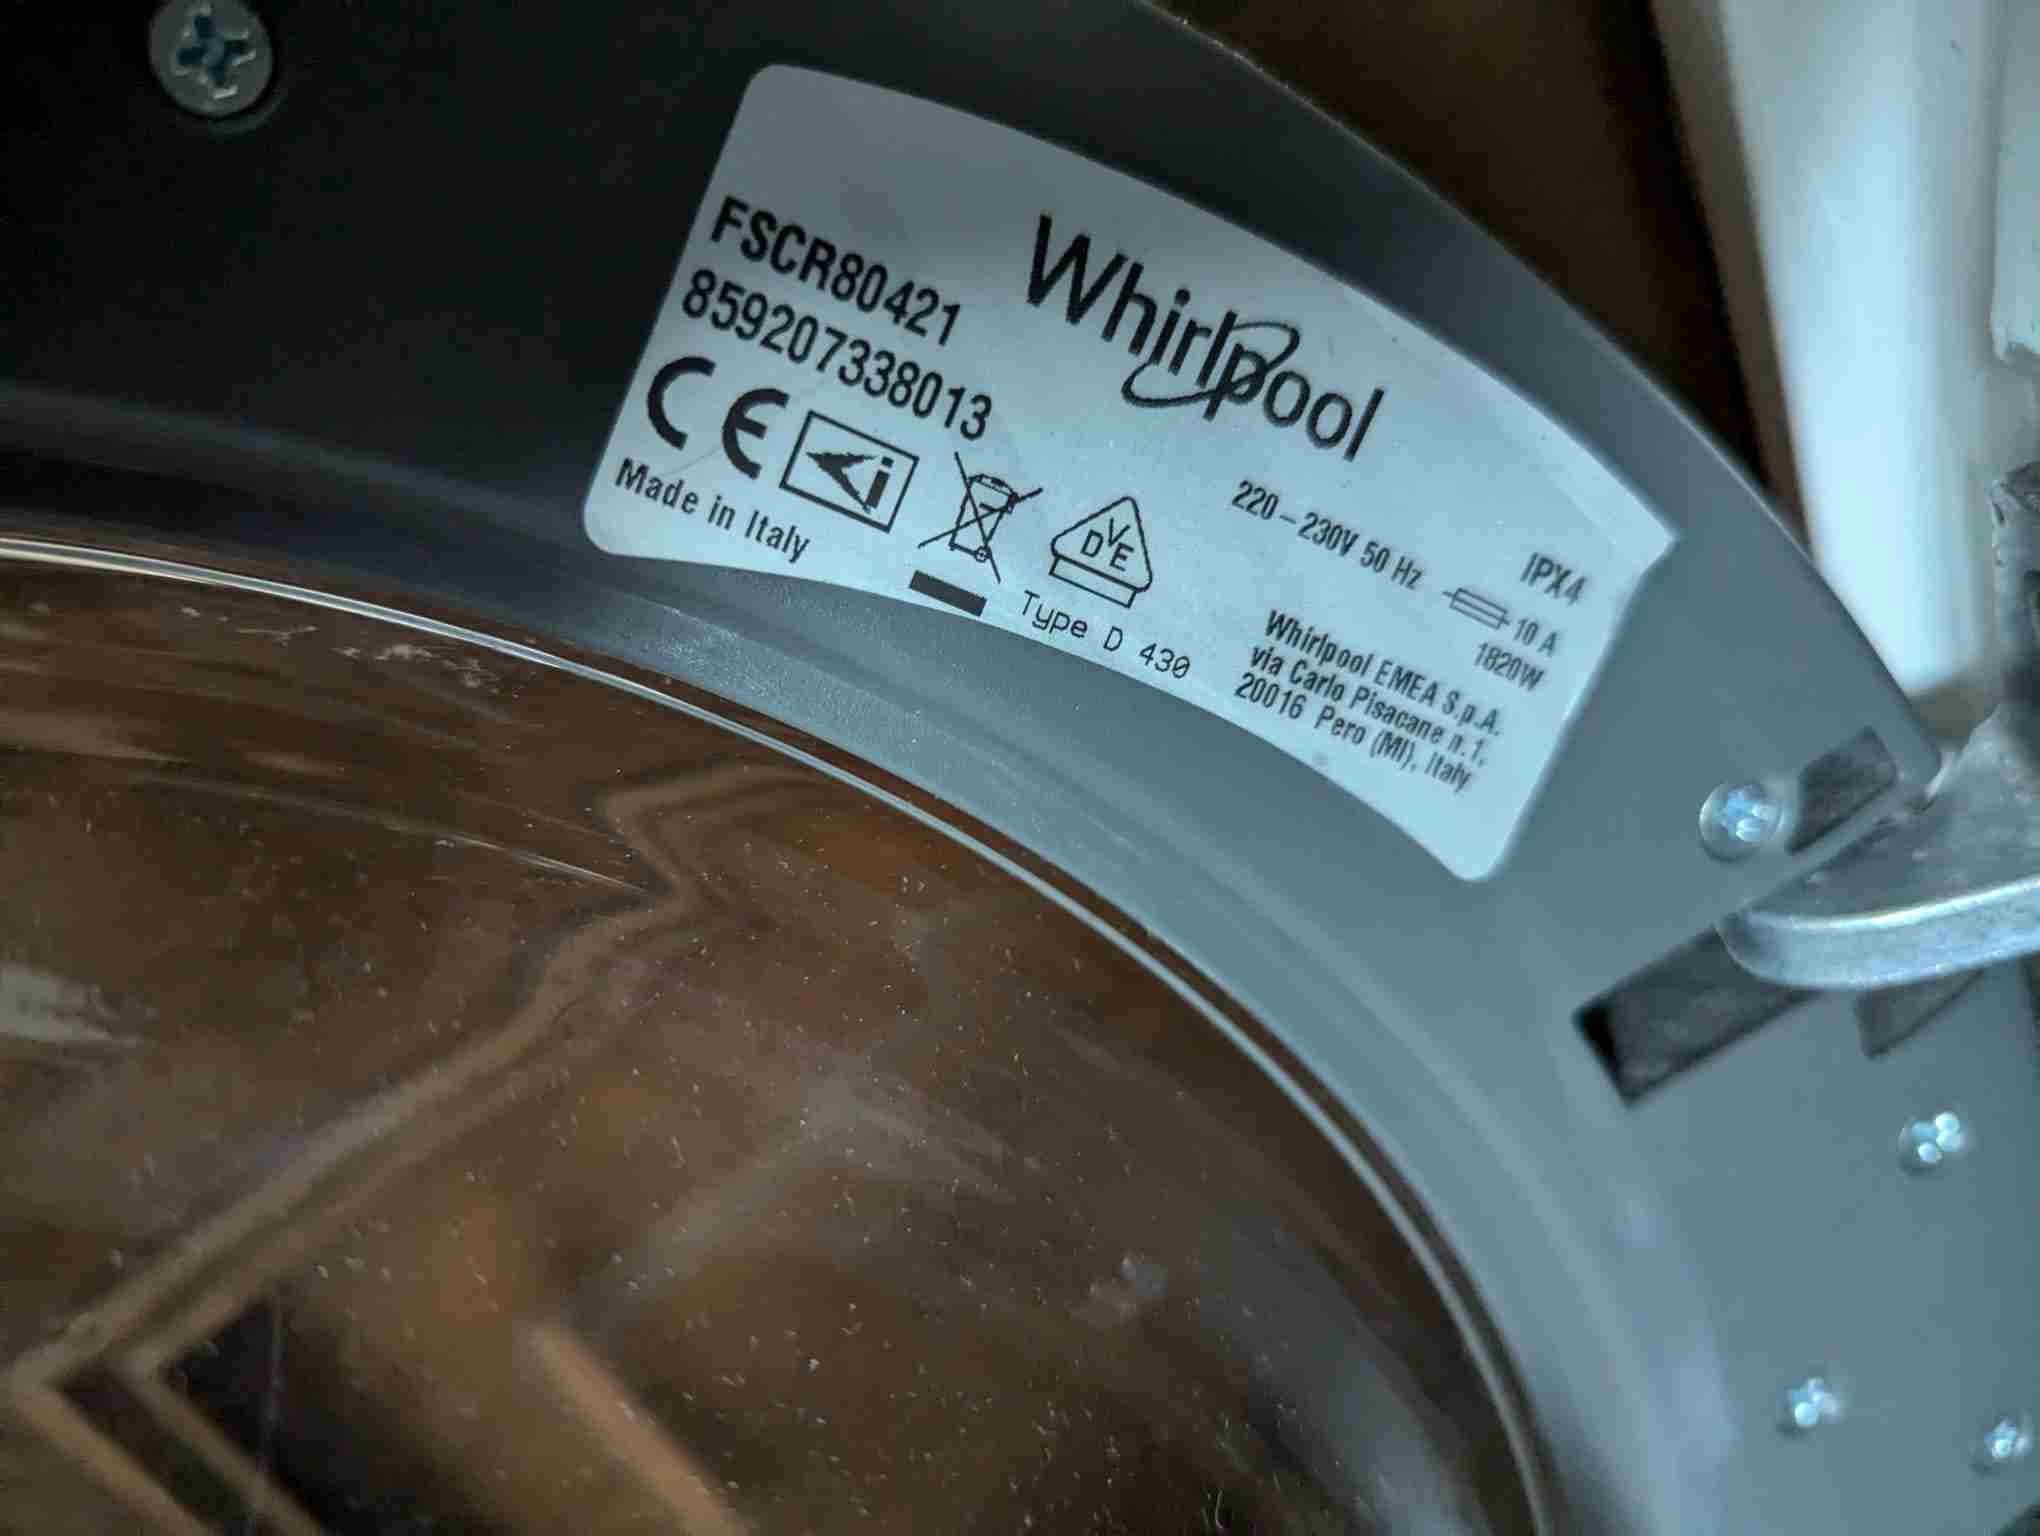 Whirlpool
FSCR80421
859207338013
CE
Made in Italy
DVE
Type D 430
220-230V 50 Hz
IPX4
10 A
1820W
Whirlpool EMEA S.p.A.
via Carlo Pisacane n.1,
20016 Pero (MI), Italy